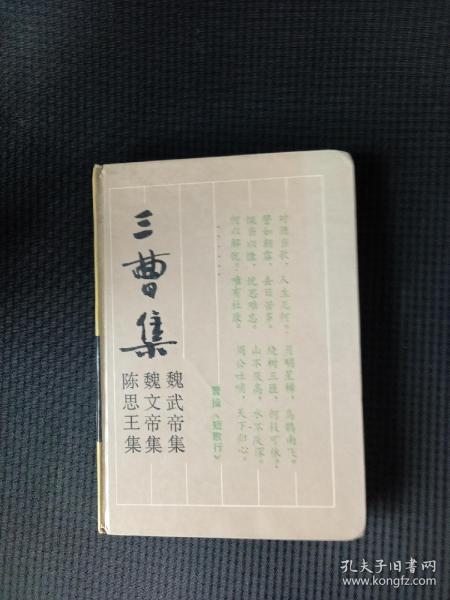 三曹集
魏武帝集
魏文帝集
陈思王集
对酒当歌，人生几何？
譬如朝露，去日苦多。
慨当以慷，忧思难忘。
何以解忧？唯有杜康。
……
月明星稀，乌鹊南飞。
绕树三匝，何枝可依。
山不厌高，水不厌深。
周公吐哺，天下归心。
曹操《短歌行》
孔夫子旧书网
www.kongfz.com